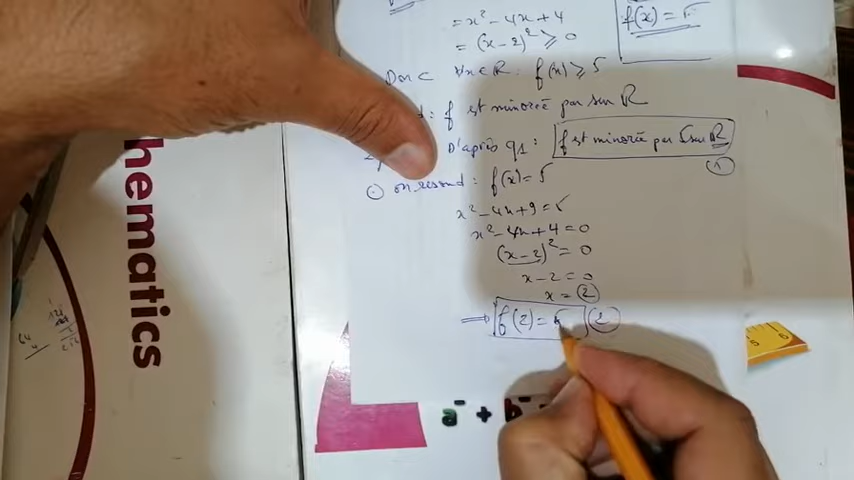 = x² - 4x + 4
= (x-2)² ≥ 0
f(x) = 5
Donc ∀x∈R : f(x) ≥ 5
f est minorée par 5 sur R
D'après q1 : f est minorée par 5 sur R
①
on résoud : f(x) = 5
x² - 4x + 9 = 5
x² - 4x + 4 = 0
(x-2)² = 0
x - 2 = 0
x = 2
⇒ f(2) = 5 ②
hematics
a⁻ + b⁻